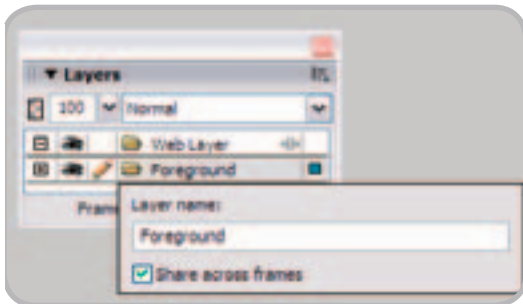 Layers
100 Normal
Web Layer
Foreground
Frame
Layer name:
Foreground
Share across frames